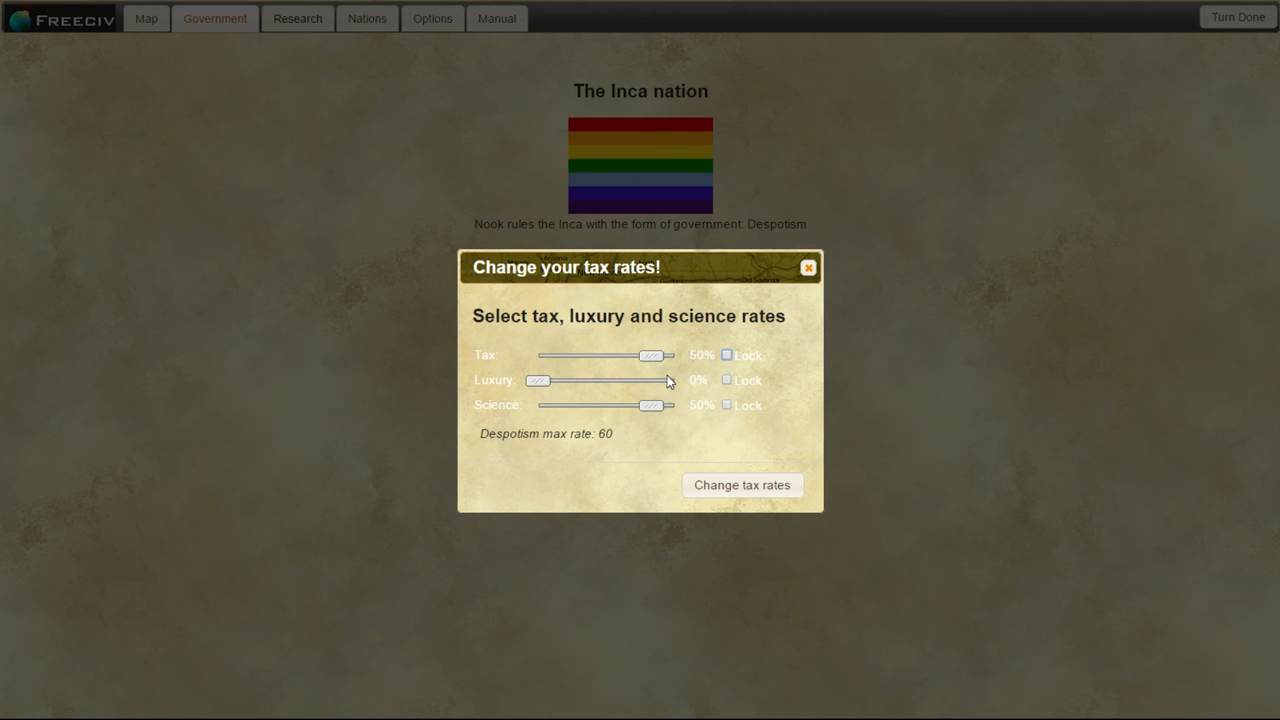 FREECIV Map Government Research Nations Options Manual Turn Done
The Inca nation
Nook rules the Inca with the form of government: Despotism
Change your tax rates!
Select tax, luxury and science rates
Tax: 50% Lock
Luxury: 0% Lock
Science: 50% Lock
Despotism max rate: 60
Change tax rates